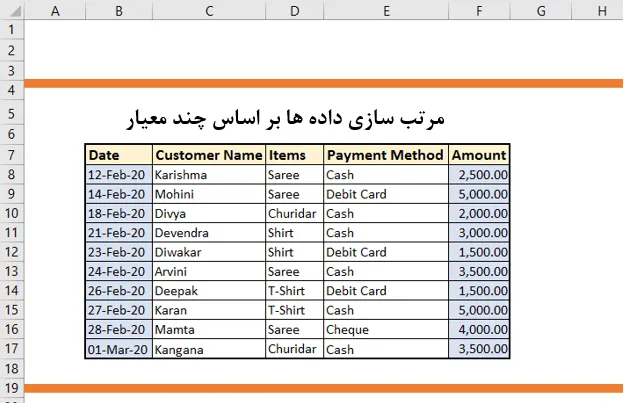 A B C D E F G H
1
2
3
4
5 مرتب سازی داده ها بر اساس چند معیار
6
7 Date Customer Name Items Payment Method Amount
8 12-Feb-20 Karishma Saree Cash 2,500.00
9 14-Feb-20 Mohini Saree Debit Card 5,000.00
10 18-Feb-20 Divya Churidar Cash 2,000.00
11 21-Feb-20 Devendra Shirt Cash 3,000.00
12 23-Feb-20 Diwakar Shirt Debit Card 1,500.00
13 24-Feb-20 Arvini Saree Cash 3,500.00
14 26-Feb-20 Deepak T-Shirt Debit Card 1,500.00
15 27-Feb-20 Karan T-Shirt Cash 5,000.00
16 28-Feb-20 Mamta Saree Cheque 4,000.00
17 01-Mar-20 Kangana Churidar Cash 3,500.00
18
19